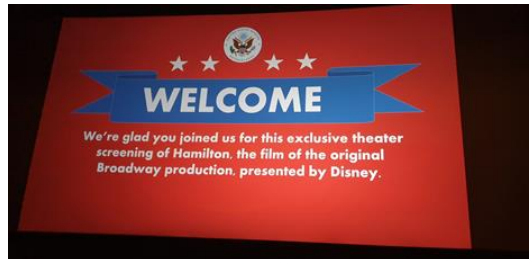 WELCOME
We're glad you joined us for this exclusive theater
screening of Hamilton, the film of the original
Broadway production, presented by Disney.